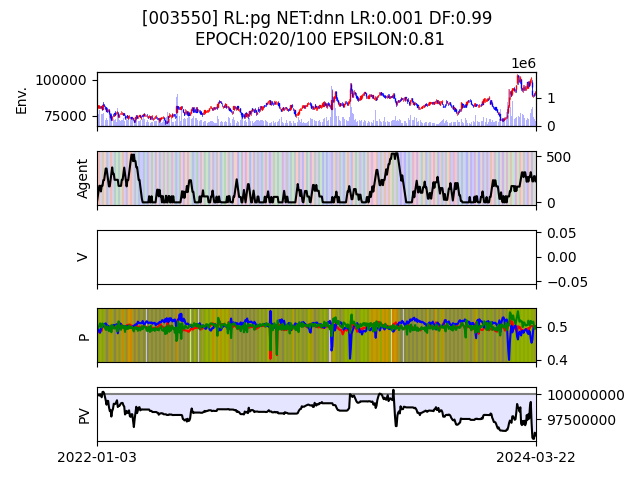 [003550] RL:pg NET:dnn LR:0.001 DF:0.99
EPOCH:020/100 EPSILON:0.81
1e6
Env.
100000
75000
1
0
Agent
500
0
V
0.05
0.00
−0.05
P
0.5
0.4
PV
100000000
97500000
2022-01-03
2024-03-22